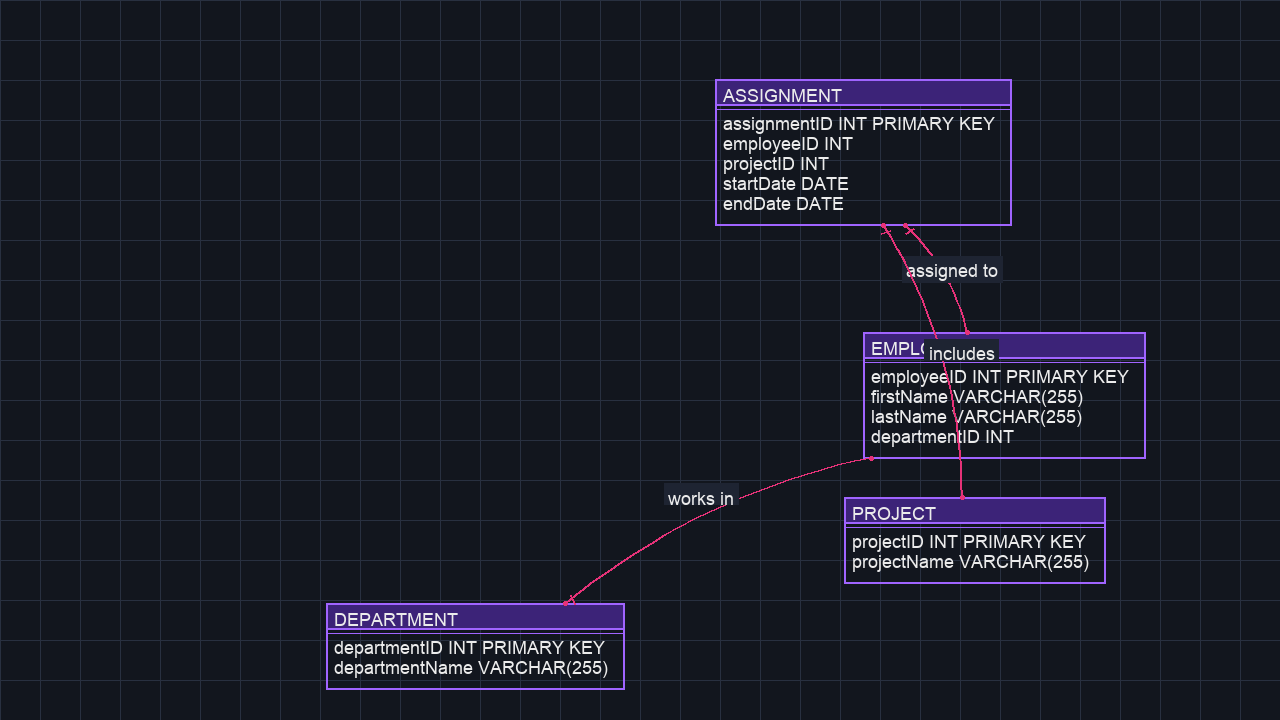 ASSIGNMENT
assignmentID INT PRIMARY KEY
employeeID INT
projectID INT
startDate DATE
endDate DATE
assigned to
EMPL
includes
employeeID INT PRIMARY KEY
firstName VARCHAR(255)
lastName VARCHAR(255)
departmentID INT
works in
PROJECT
projectID INT PRIMARY KEY
projectName VARCHAR(255)
DEPARTMENT
departmentID INT PRIMARY KEY
departmentName VARCHAR(255)